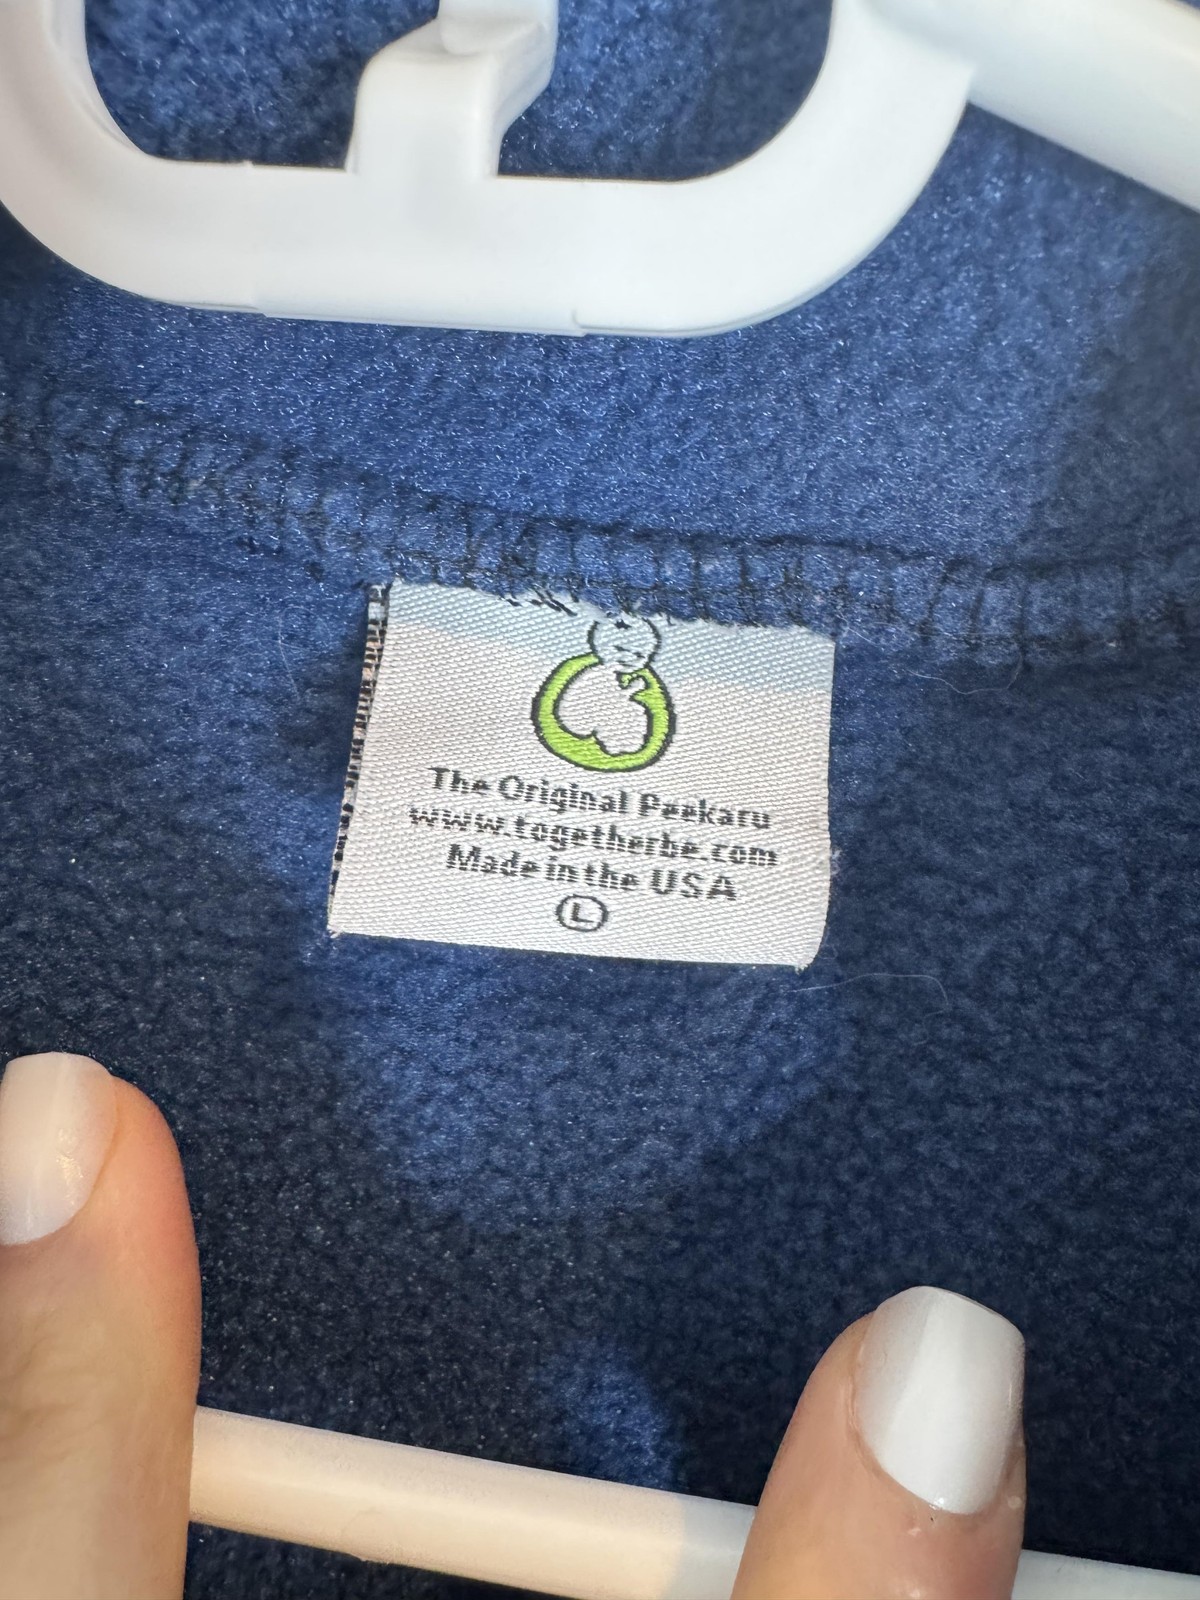 The Original Peekaru
www.togetherbe.com
Made in the USA
L